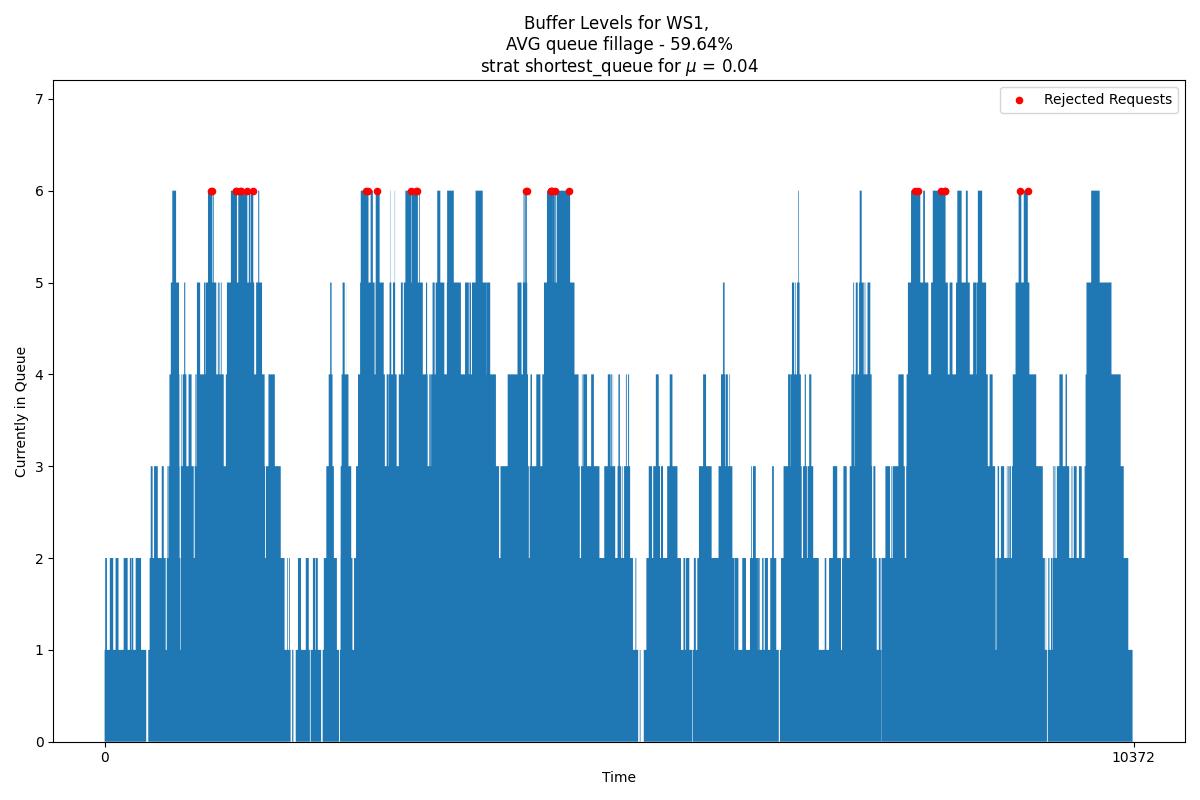 Buffer Levels for WS1,
AVG queue fillage - 59.64%
strat shortest_queue for μ = 0.04
Rejected Requests
7
6
5
4
3
2
1
0
Currently in Queue
0
10372
Time